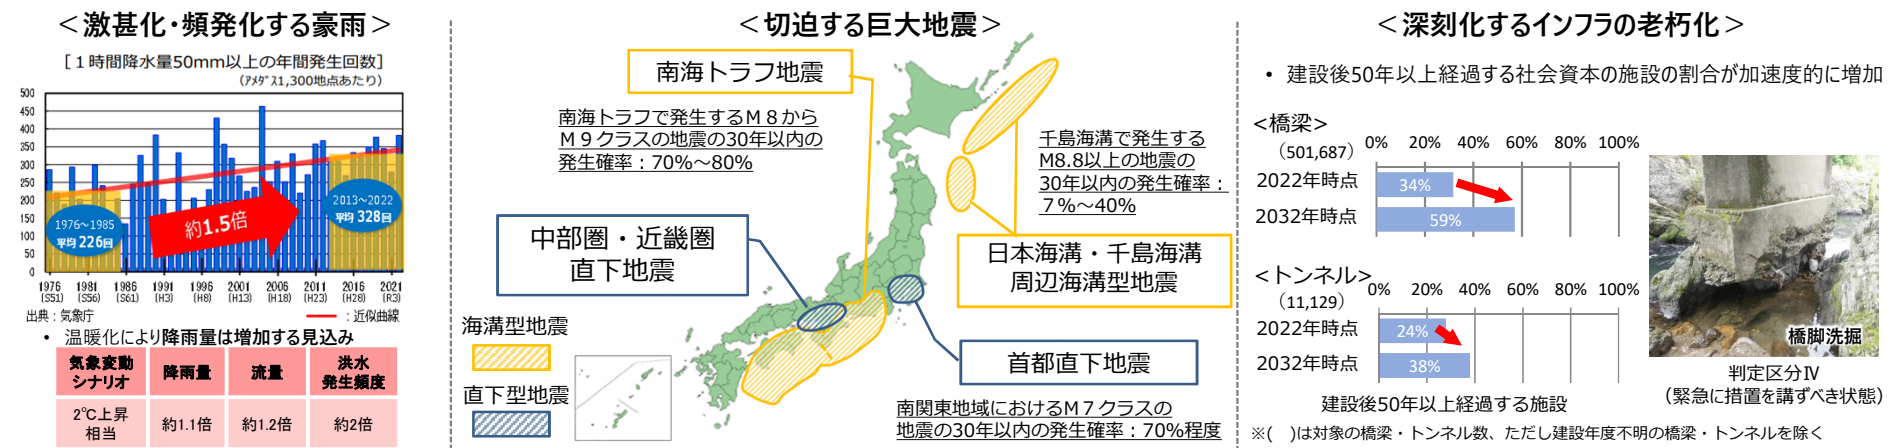 ＜激甚化・頻発化する豪雨＞
［１時間降水量50mm以上の年間発生回数］
（ｱﾒﾀﾞｽ1,300地点あたり）
500
450
400
350
300
250
200
150
100
50
0
1976～1985
平均 226回
約1.5倍
2013～2022
平均 328回
1976 1981 1986 1991 1996 2001 2006 2011 2016 2021
(S51) (S56) (S61) (H3) (H8) (H13) (H18) (H23) (H28) (R3)
出典：気象庁
：近似曲線
• 温暖化により降雨量は増加する見込み
気象変動シナリオ 降雨量 流量 洪水発生頻度
2℃上昇相当 約1.1倍 約1.2倍 約2倍
＜切迫する巨大地震＞
南海トラフ地震
南海トラフで発生するＭ８から
Ｍ９クラスの地震の30年以内の
発生確率：70%～80%
千島海溝で発生する
M8.8以上の地震の
30年以内の発生確率：
７%～40%
中部圏・近畿圏
直下地震
日本海溝・千島海溝
周辺海溝型地震
海溝型地震
直下型地震
首都直下地震
南関東地域におけるＭ７クラスの
地震の30年以内の発生確率：70%程度
＜深刻化するインフラの老朽化＞
• 建設後50年以上経過する社会資本の施設の割合が加速度的に増加
＜橋梁＞
（501,687）
0% 20% 40% 60% 80% 100%
2022年時点 34%
2032年時点 59%
＜トンネル＞
（11,129）
0% 20% 40% 60% 80% 100%
2022年時点 24%
2032年時点 38%
建設後50年以上経過する施設
橋脚洗掘
判定区分Ⅳ
（緊急に措置を講ずべき状態）
※(　)は対象の橋梁・トンネル数、ただし建設年度不明の橋梁・トンネルを除く